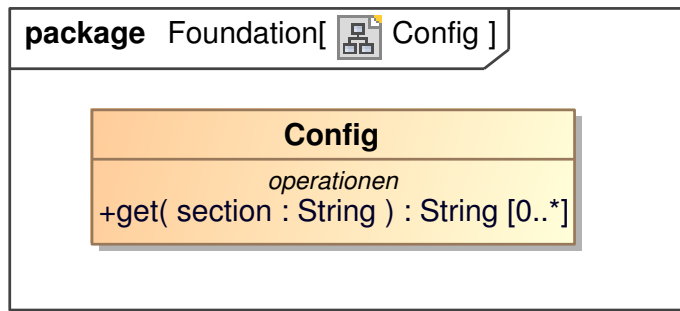 package Foundation[ Config ]
Config
operationen
+get( section : String ) : String [0..*]